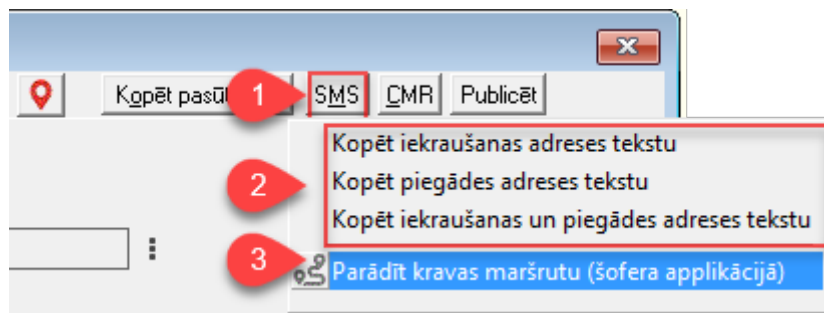 Kopēt
1
SMS
CMR
Publicēt
Kopēt iekraušanas adreses tekstu
2
Kopēt piegādes adreses tekstu
Kopēt iekraušanas un piegādes adreses tekstu
3
Parādīt kravas maršrutu (šofera applikācijā)